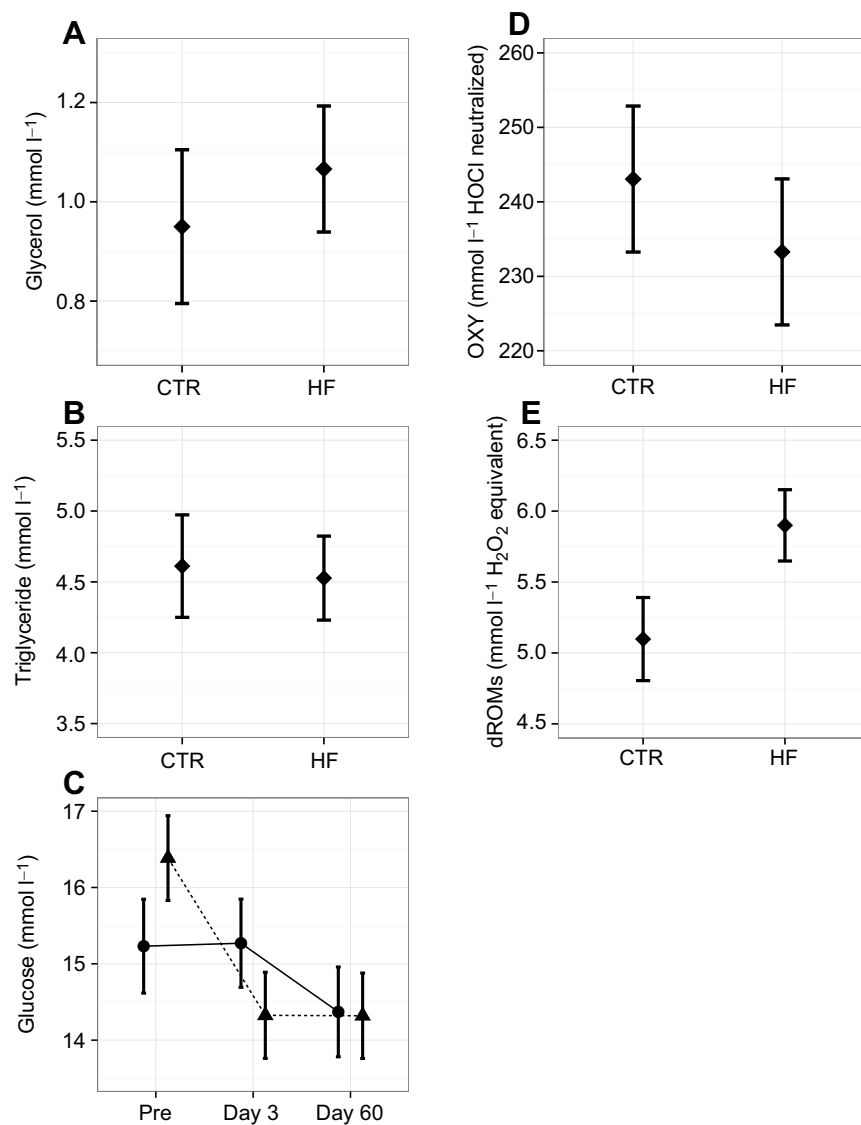 A
Glycerol (mmol l⁻¹)
1.2
1.0
0.8
CTR HF
B
Triglyceride (mmol l⁻¹)
5.5
5.0
4.5
4.0
3.5
CTR HF
C
Glucose (mmol l⁻¹)
17
16
15
14
Pre Day 3 Day 60
D
OXY (mmol l⁻¹ HOCl neutralized)
260
250
240
230
220
CTR HF
E
dROMs (mmol l⁻¹ H₂O₂ equivalent)
6.5
6.0
5.5
5.0
4.5
CTR HF